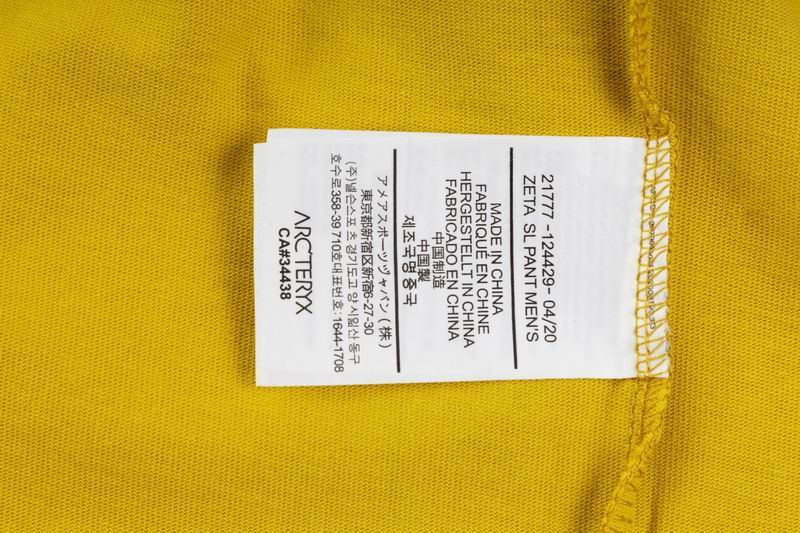 21777 -124429- 04/20
ZETA SL PANT MEN'S
MADE IN CHINA
FABRIQUÉ EN CHINE
HERGESTELLT IN CHINA
FABRICADO EN CHINA
中国制造
中国製
제조국명 중국
アメアスポーツジャパン(株)
東京都新宿区新宿6-27-30
(주)넬슨스포 츠 경기도고 양시일산 동구
호수로358-39 710호대표번호:1644-1708
ARC'TERYX
CA#34438